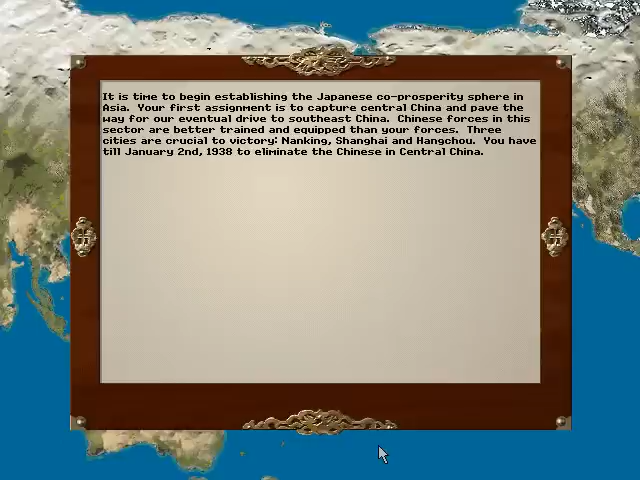 It is time to begin establishing the Japanese co-prosperity sphere in
Asia. Your first assignment is to capture central China and pave the
way for our eventual drive to southeast China. Chinese forces in this
sector are better trained and equipped than your forces. Three
cities are crucial to victory: Nanking, Shanghai and Hangchou. You have
till January 2nd, 1938 to eliminate the Chinese in Central China.